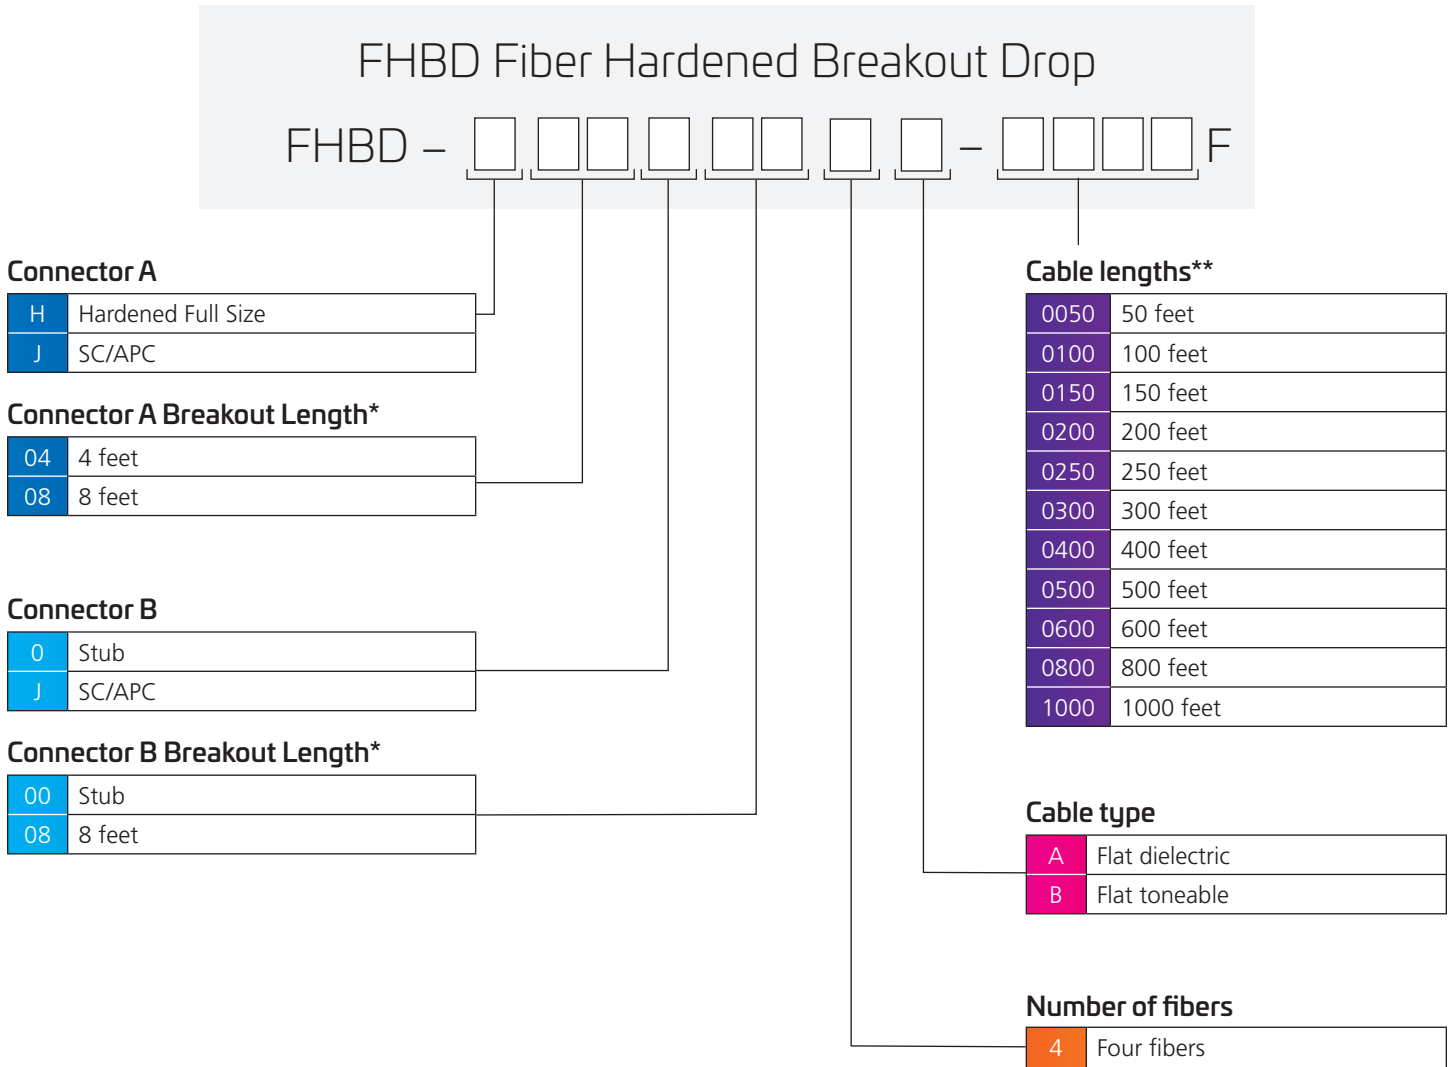 FHBD Fiber Hardened Breakout Drop
FHBD – – F
Connector A
H Hardened Full Size
J SC/APC
Connector A Breakout Length*
04 4 feet
08 8 feet
Connector B
0 Stub
J SC/APC
Connector B Breakout Length*
00 Stub
08 8 feet
Cable lengths**
0050 50 feet
0100 100 feet
0150 150 feet
0200 200 feet
0250 250 feet
0300 300 feet
0400 400 feet
0500 500 feet
0600 600 feet
0800 800 feet
1000 1000 feet
Cable type
A Flat dielectric
B Flat toneable
Number of fibers
4 Four fibers